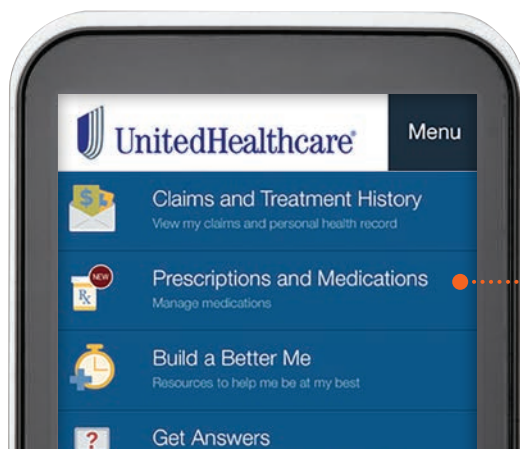 UnitedHealthcare®
Menu
Claims and Treatment History
View my claims and personal health record
NEW
Rx
Prescriptions and Medications
Manage medications
Build a Better Me
Resources to help me be at my best
?
Get Answers